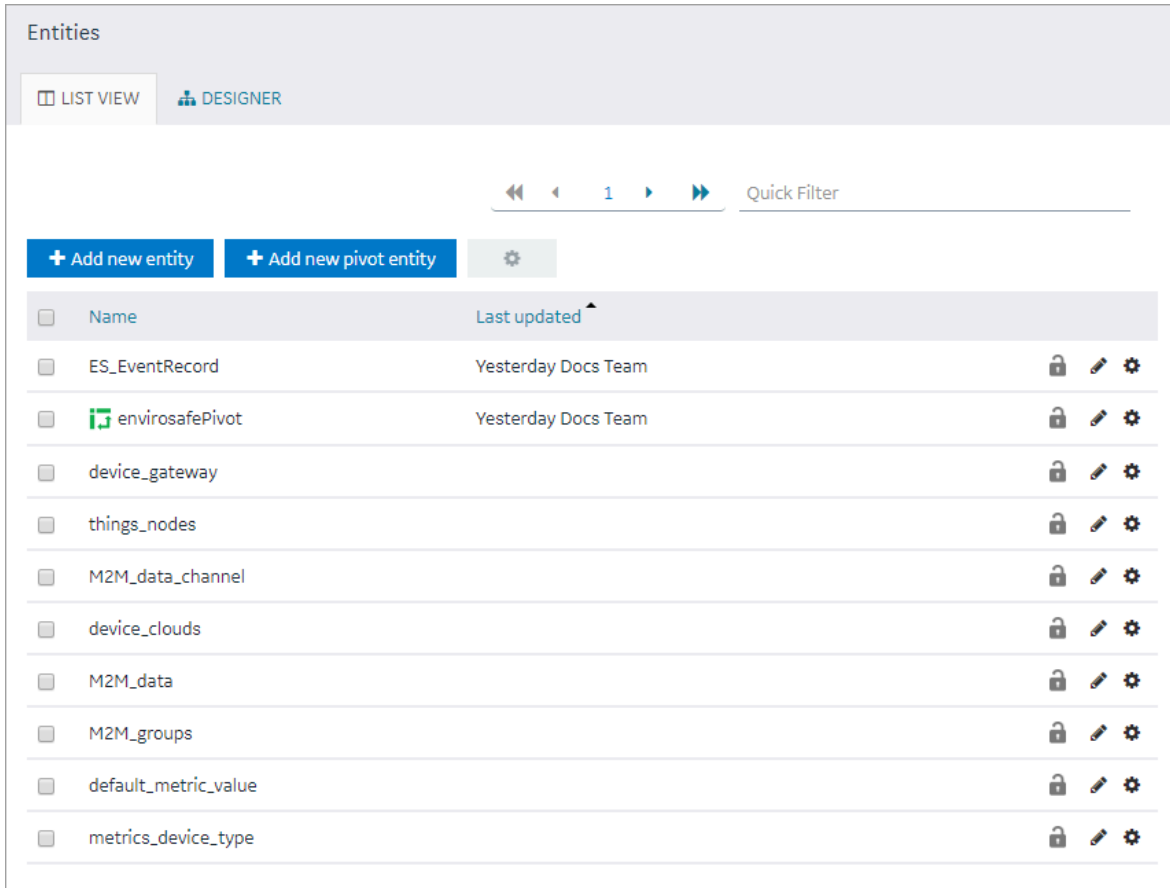 Entities
LIST VIEW DESIGNER
1 Quick Filter
Add new entity Add new pivot entity
Name Last updated
ES_EventRecord Yesterday Docs Team
envirosafePivot Yesterday Docs Team
device_gateway
things_nodes
M2M_data_channel
device_clouds
M2M_data
M2M_groups
default_metric_value
metrics_device_type